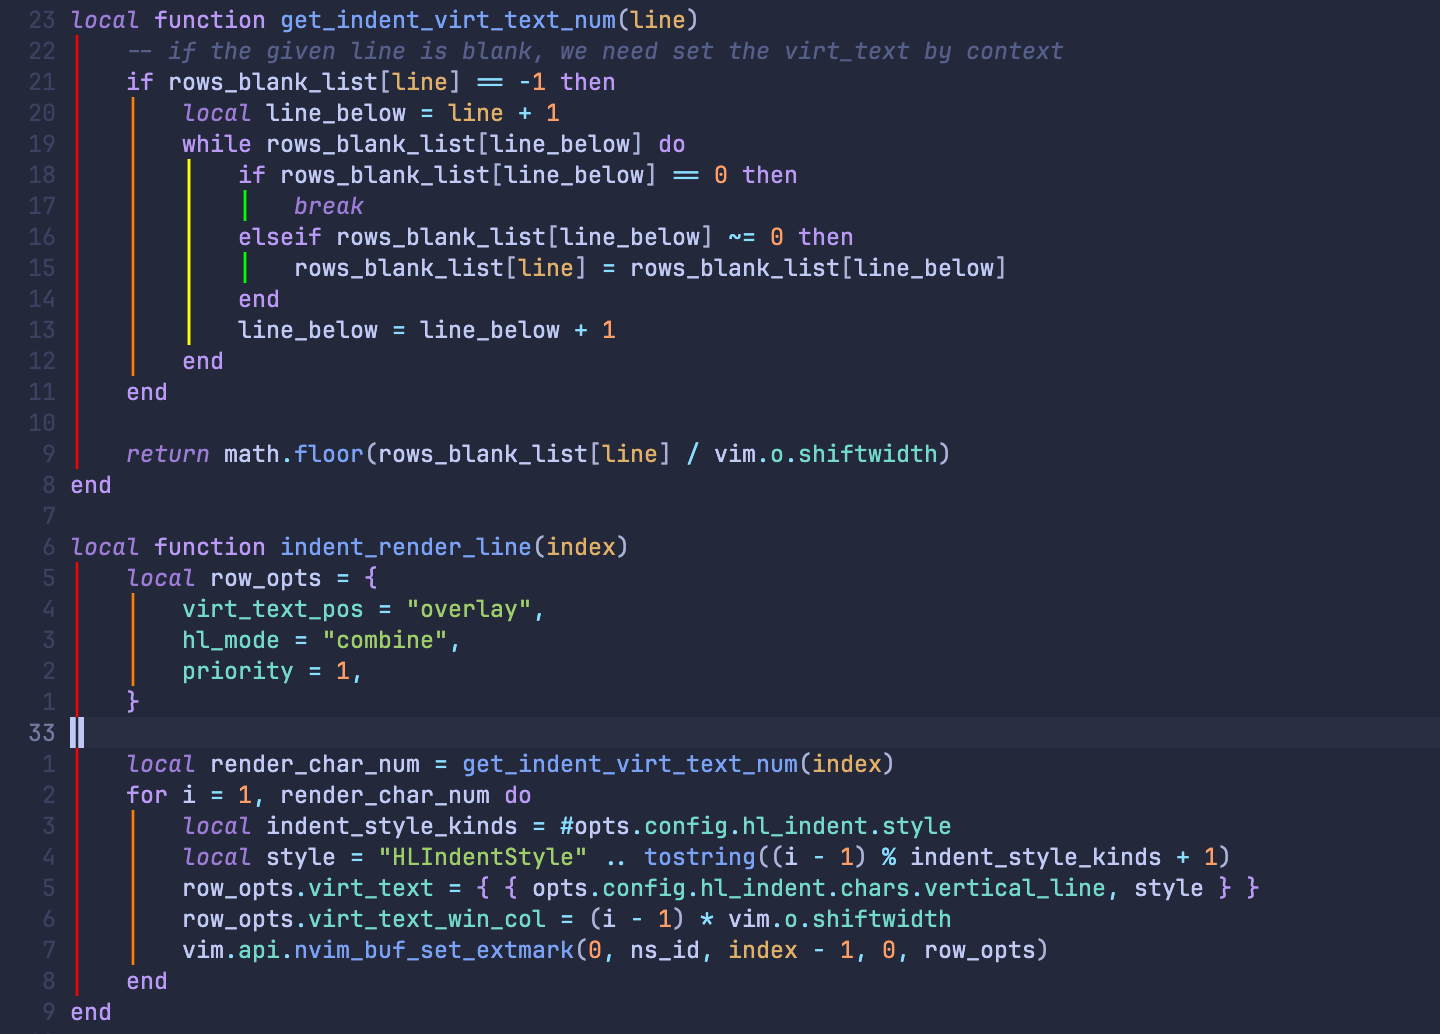 23 local function get_indent_virt_text_num(line)
22     -- if the given line is blank, we need set the virt_text by context
21     if rows_blank_list[line] == -1 then
20         local line_below = line + 1
19         while rows_blank_list[line_below] do
18             if rows_blank_list[line_below] == 0 then
17                 break
16             elseif rows_blank_list[line_below] ~= 0 then
15                 rows_blank_list[line] = rows_blank_list[line_below]
14             end
13             line_below = line_below + 1
12         end
11     end
10
9     return math.floor(rows_blank_list[line] / vim.o.shiftwidth)
8 end
7
6 local function indent_render_line(index)
5     local row_opts = {
4         virt_text_pos = "overlay",
3         hl_mode = "combine",
2         priority = 1,
1     }
33
1     local render_char_num = get_indent_virt_text_num(index)
2     for i = 1, render_char_num do
3         local indent_style_kinds = #opts.config.hl_indent.style
4         local style = "HLIndentStyle" .. tostring((i - 1) % indent_style_kinds + 1)
5         row_opts.virt_text = { { opts.config.hl_indent.chars.vertical_line, style } }
6         row_opts.virt_text_win_col = (i - 1) * vim.o.shiftwidth
7         vim.api.nvim_buf_set_extmark(0, ns_id, index - 1, 0, row_opts)
8     end
9 end